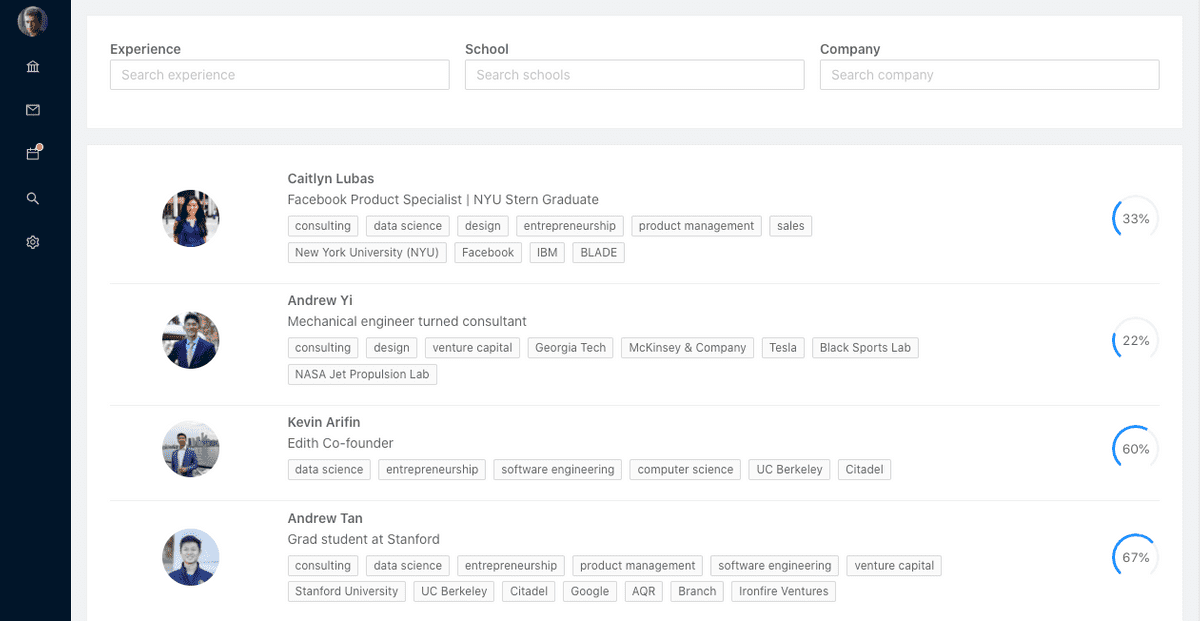 Experience School Company
Search experience Search schools Search company
Caitlyn Lubas
Facebook Product Specialist | NYU Stern Graduate
consulting data science design entrepreneurship product management sales
33%
New York University (NYU) Facebook IBM BLADE
Andrew Yi
Mechanical engineer turned consultant
consulting design venture capital Georgia Tech McKinsey & Company Tesla Black Sports Lab
22%
NASA Jet Propulsion Lab
Kevin Arifin
Edith Co-founder
60%
data science entrepreneurship software engineering computer science UC Berkeley Citadel
Andrew Tan
Grad student at Stanford
consulting data science entrepreneurship product management software engineering venture capital
67%
Stanford University UC Berkeley Citadel Google AQR Branch Ironfire Ventures